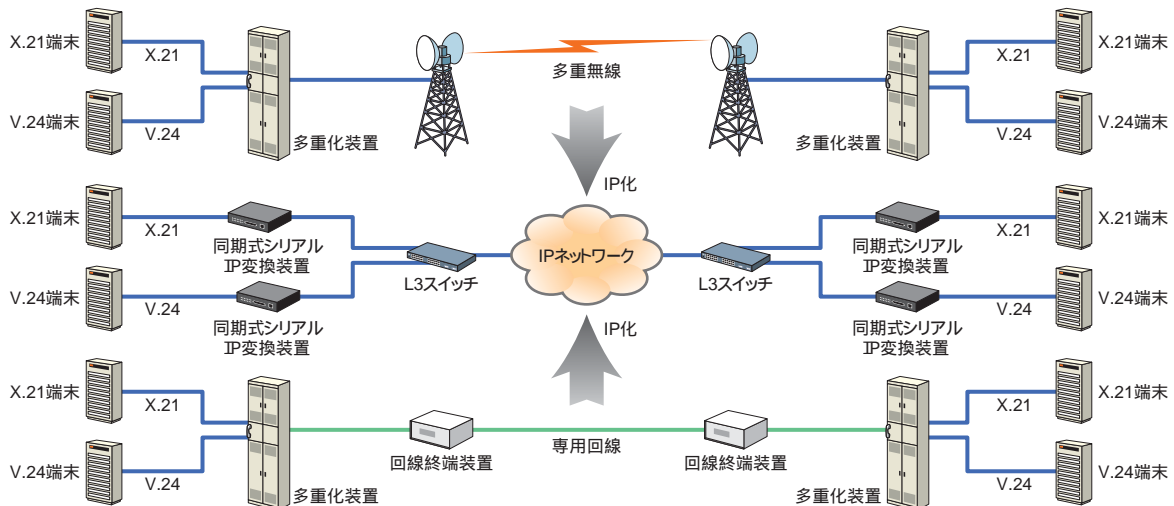 X.21端末
X.21
V.24端末
V.24
多重化装置
多重無線
多重化装置
X.21
X.21端末
V.24
V.24端末
IP化
X.21端末
X.21
同期式シリアル
IP変換装置
V.24端末
V.24
同期式シリアル
IP変換装置
L3スイッチ
IPネットワーク
L3スイッチ
同期式シリアル
IP変換装置
X.21
X.21端末
同期式シリアル
IP変換装置
V.24
V.24端末
IP化
X.21端末
X.21
V.24端末
V.24
多重化装置
回線終端装置
専用回線
回線終端装置
多重化装置
X.21
X.21端末
V.24
V.24端末